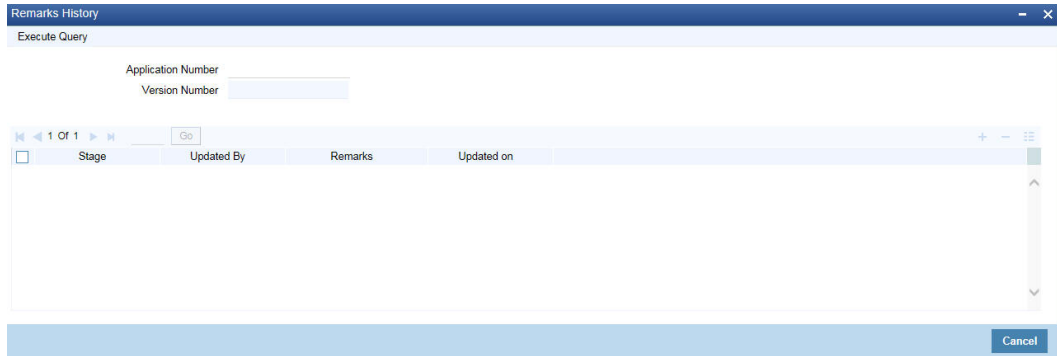 Remarks History
Execute Query
Application Number
Version Number
1 Of 1 Go
Stage Updated By Remarks Updated on
Cancel